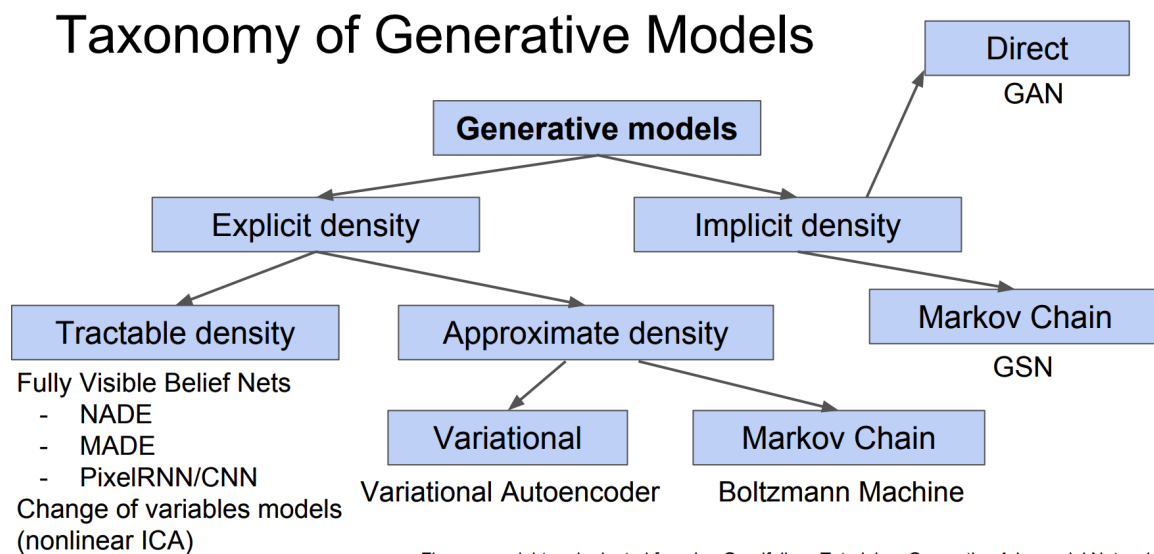 Taxonomy of Generative Models
Direct
GAN
Generative models
Explicit density
Implicit density
Tractable density
Approximate density
Markov Chain
GSN
Fully Visible Belief Nets
- NADE
- MADE
- PixelRNN/CNN
Change of variables models
(nonlinear ICA)
Variational
Markov Chain
Variational Autoencoder
Boltzmann Machine